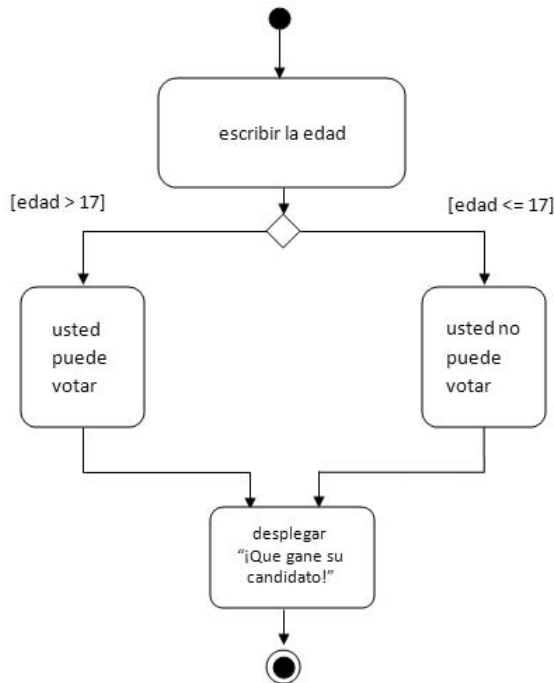 escribir la edad
[edad > 17]
[edad <= 17]
usted
puede
votar
usted no
puede
votar
desplegar
“¡Que gane su
candidato!”